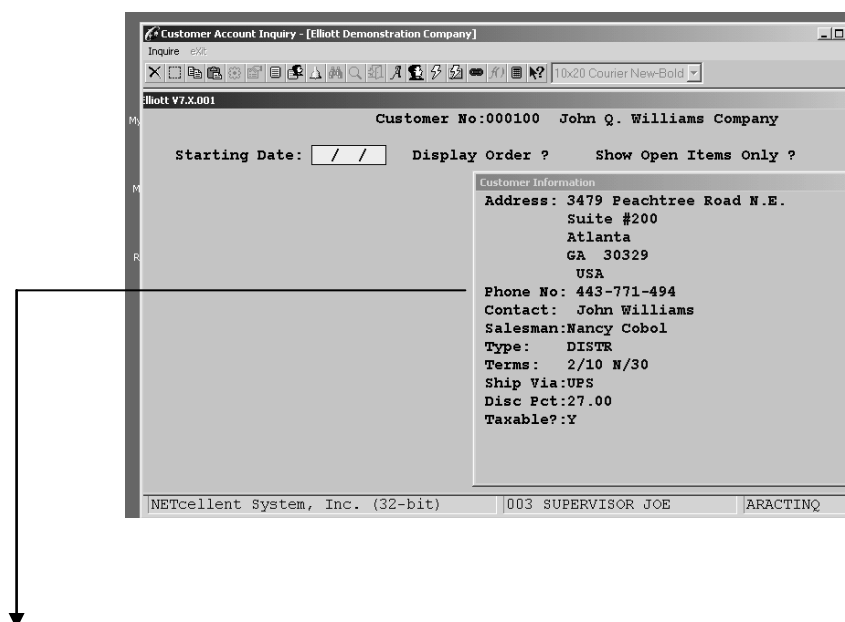 Customer Account Inquiry - [Elliott Demonstration Company]
Inquire eXit
10x20 Courier New-Bold
Elliott V7.X.001
My
Customer No:000100 John Q. Williams Company
Starting Date: / / Display Order ? Show Open Items Only ?
M
Customer Information
Address: 3479 Peachtree Road N.E.
Suite #200
Atlanta
R
GA 30329
USA
Phone No: 443-771-494
Contact: John Williams
Salesman:Nancy Cobol
Type: DISTR
Terms: 2/10 N/30
Ship Via:UPS
Disc Pct:27.00
Taxable?:Y
NETcellent System, Inc. (32-bit) 003 SUPERVISOR JOE ARACTINQ